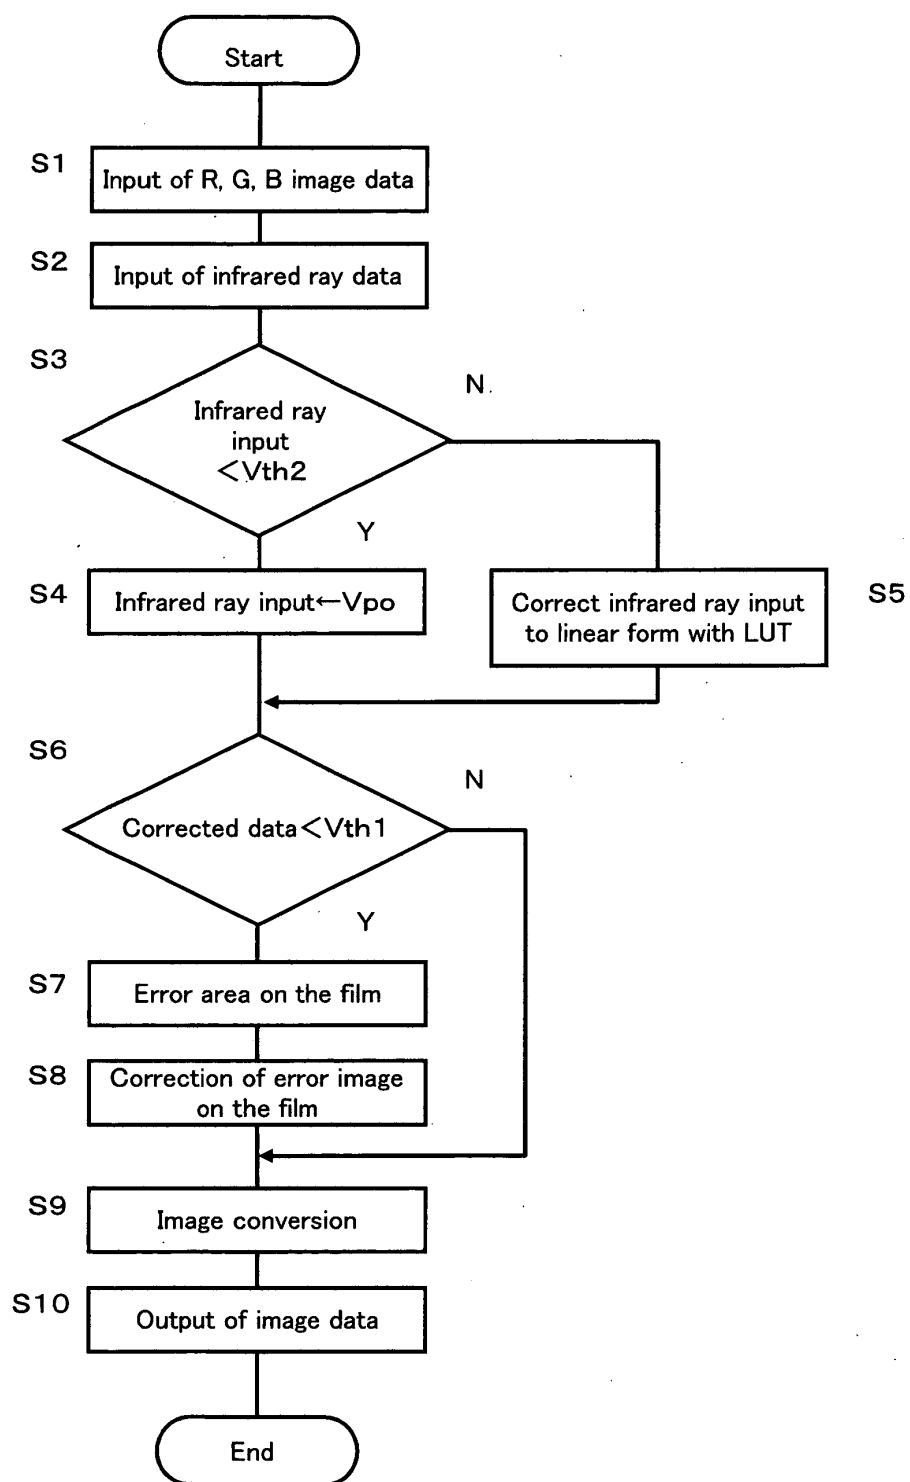 Start
S1
Input of R, G, B image data
S2
Input of infrared ray data
S3
N
Infrared ray
input
<Vth2
Y
S4
Infrared ray input←Vpo
Correct infrared ray input
to linear form with LUT
S5
S6
N
Corrected data<Vth1
Y
S7
Error area on the film
S8
Correction of error image
on the film
S9
Image conversion
S10
Output of image data
End